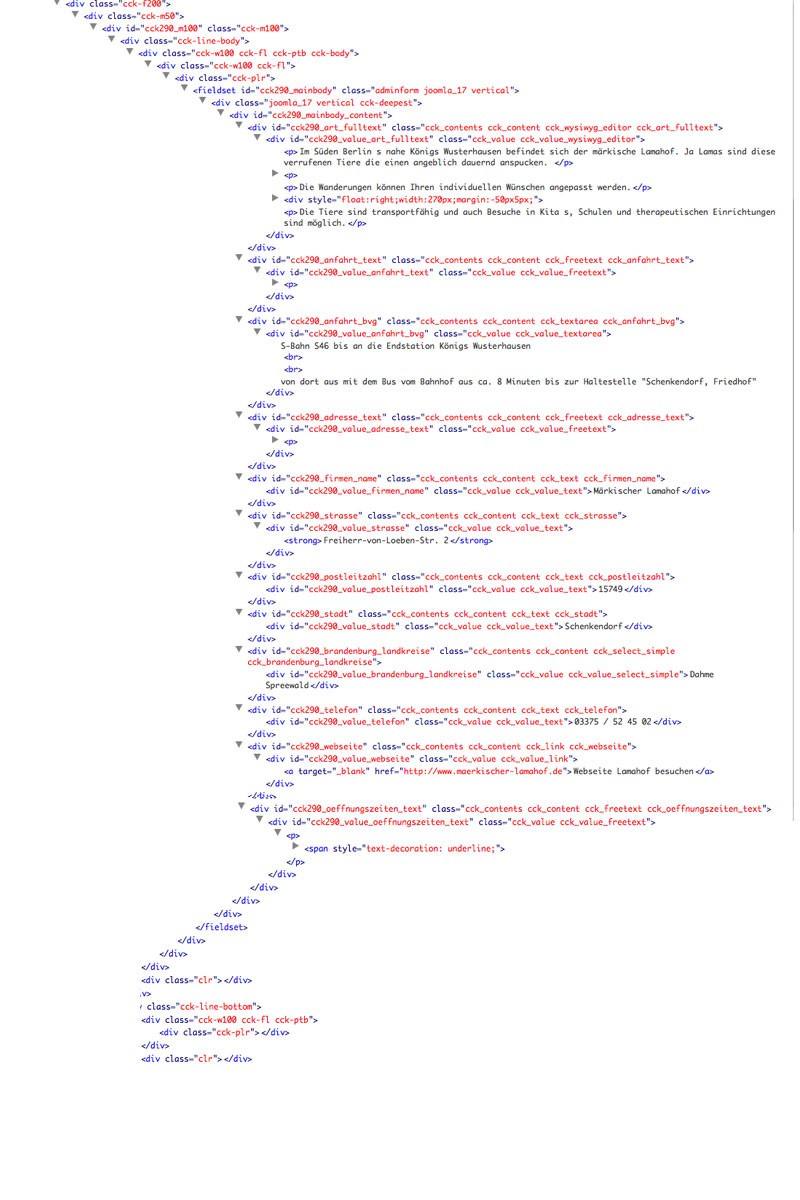 <div class="cck-f200">
<div class="cck-m50">
<div id="cck290_m100" class="cck-m100">
<div class="cck-line-body">
<div class="cck-w100 cck-fl cck-ptb cck-body">
<div class="cck-w100 cck-fl">
<div class="cck-plr">
<fieldset id="cck290_mainbody" class="adminform joomla_17 vertical">
<div class="joomla_17 vertical cck-deepest">
<div id="cck290_mainbody_content">
<div id="cck290_art_fulltext" class="cck_contents cck_content cck_wysiwyg_editor cck_art_fulltext">
<div id="cck290_value_art_fulltext" class="cck_value cck_value_wysiwyg_editor">
<p>Im Süden Berlin s nahe Königs Wusterhausen befindet sich der märkische Lamahof. Ja Lamas sind diese
verrufenen Tiere die einen angeblich dauernd anspucken. </p>
<p>
<p>Die Wanderungen können Ihren individuellen Wünschen angepasst werden.</p>
<div style="float:right;width:270px;margin:-50px5px;">
<p>Die Tiere sind transportfähig und auch Besuche in Kita s, Schulen und therapeutischen Einrichtungen
sind möglich.</p>
</div>
</div>
<div id="cck290_anfahrt_text" class="cck_contents cck_content cck_freetext cck_anfahrt_text">
<div id="cck290_value_anfahrt_text" class="cck_value cck_value_freetext">
<p>
</div>
</div>
<div id="cck290_anfahrt_bvg" class="cck_contents cck_content cck_textarea cck_anfahrt_bvg">
<div id="cck290_value_anfahrt_bvg" class="cck_value cck_value_textarea">
S-Bahn S46 bis an die Endstation Königs Wusterhausen
<br>
<br>
von dort aus mit dem Bus vom Bahnhof aus ca. 8 Minuten bis zur Haltestelle "Schenkendorf, Friedhof"
</div>
</div>
<div id="cck290_adresse_text" class="cck_contents cck_content cck_freetext cck_adresse_text">
<div id="cck290_value_adresse_text" class="cck_value cck_value_freetext">
<p>
</div>
</div>
<div id="cck290_firmen_name" class="cck_contents cck_content cck_text cck_firmen_name">
<div id="cck290_value_firmen_name" class="cck_value cck_value_text">Märkischer Lamahof</div>
</div>
<div id="cck290_strasse" class="cck_contents cck_content cck_text cck_strasse">
<div id="cck290_value_strasse" class="cck_value cck_value_text">
<strong>Freiherr-von-Loeben-Str. 2</strong>
</div>
</div>
<div id="cck290_postleitzahl" class="cck_contents cck_content cck_text cck_postleitzahl">
<div id="cck290_value_postleitzahl" class="cck_value cck_value_text">15749</div>
</div>
<div id="cck290_stadt" class="cck_contents cck_content cck_text cck_stadt">
<div id="cck290_value_stadt" class="cck_value cck_value_text">Schenkendorf</div>
</div>
<div id="cck290_brandenburg_landkreise" class="cck_contents cck_content cck_select_simple
cck_brandenburg_landkreise">
<div id="cck290_value_brandenburg_landkreise" class="cck_value cck_value_select_simple">Dahme
Spreewald</div>
</div>
<div id="cck290_telefon" class="cck_contents cck_content cck_text cck_telefon">
<div id="cck290_value_telefon" class="cck_value cck_value_text">03375 / 52 45 02</div>
</div>
<div id="cck290_webseite" class="cck_contents cck_content cck_link cck_webseite">
<div id="cck290_value_webseite" class="cck_value cck_value_link">
<a target="_blank" href="http://www.maerkischer-lamahof.de">Webseite Lamahof besuchen</a>
</div>
<div id="cck290_oeffnungszeiten_text" class="cck_contents cck_content cck_freetext cck_oeffnungszeiten_text">
<div id="cck290_value_oeffnungszeiten_text" class="cck_value cck_value_freetext">
<p>
<span style="text-decoration: underline;">
</p>
</div>
</div>
</div>
</div>
</fieldset>
</div>
</div>
</div>
<div class="clr"></div>
iv>
class="cck-line-bottom">
<div class="cck-w100 cck-fl cck-ptb">
<div class="cck-plr"></div>
</div>
<div class="clr"></div>